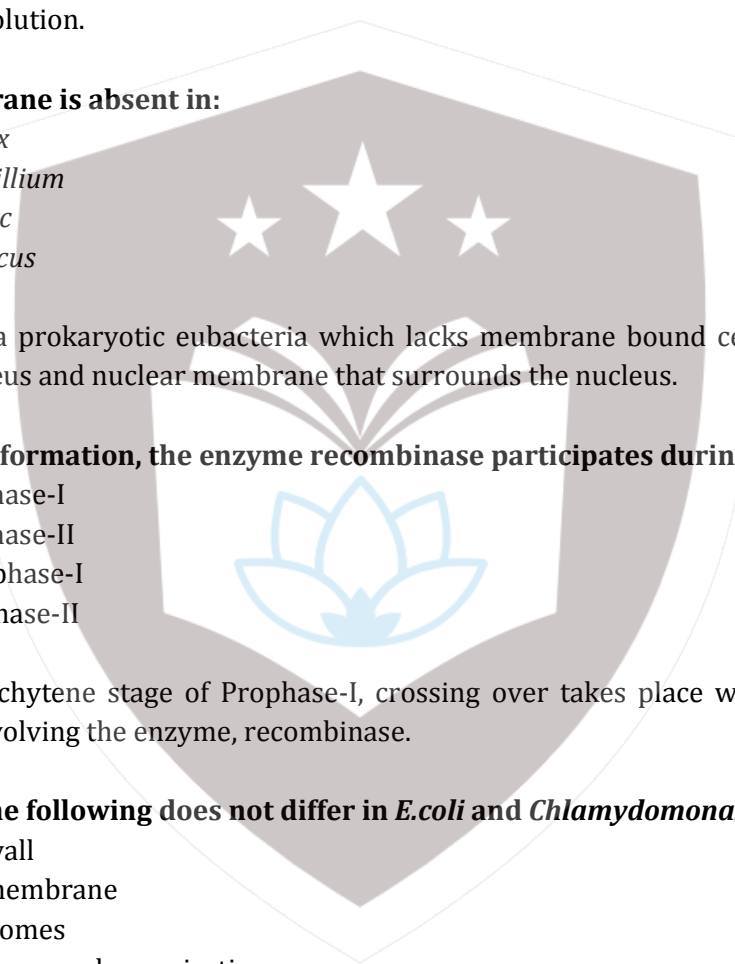 olution.
rane is absent in:
x
illium
c
cus
a prokaryotic eubacteria which lacks membrane bound ce
eus and nuclear membrane that surrounds the nucleus.
formation, the enzyme recombinase participates durin
hase-I
hase-II
phase-I
hase-II
chytene stage of Prophase-I, crossing over takes place w
volving the enzyme, recombinase.
he following does not differ in E.coli and Chlamydomona
wall
membrane
omes